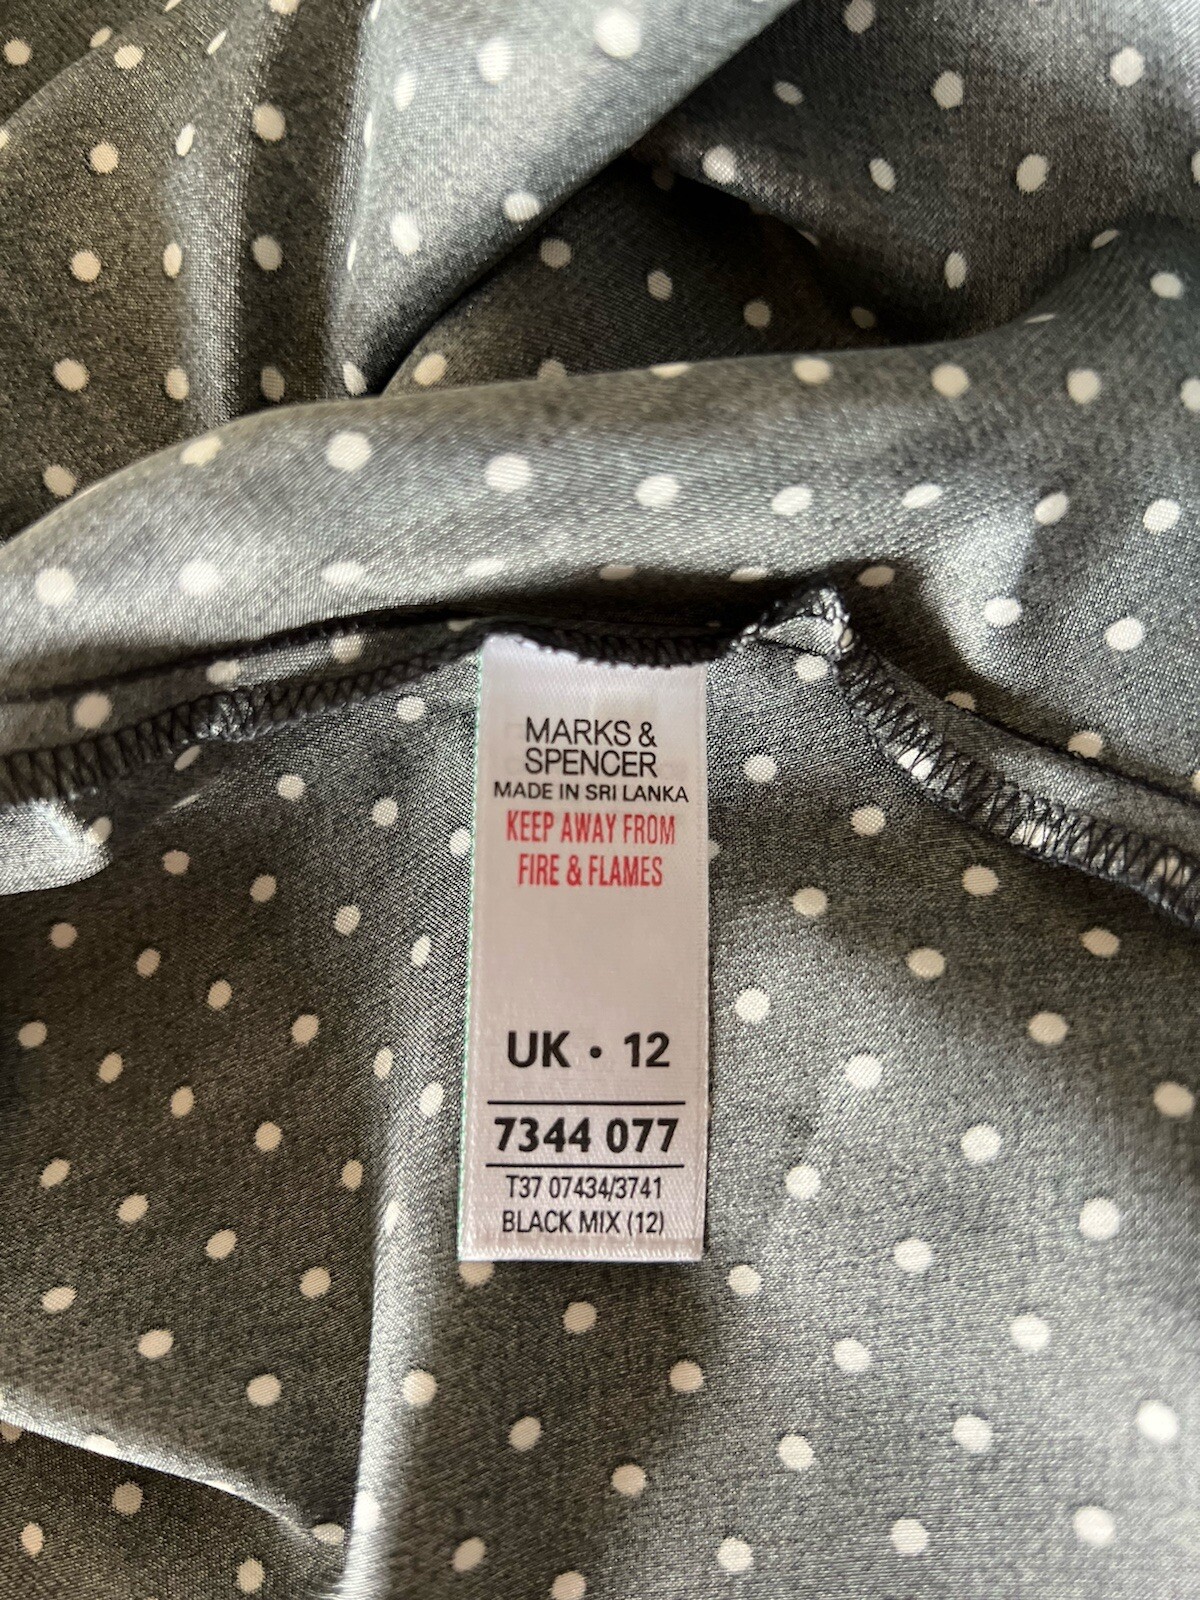 MARKS &
SPENCER
MADE IN SRI LANKA
KEEP AWAY FROM
FIRE & FLAMES
UK • 12
7344 077
T37 07434/3741
BLACK MIX (12)